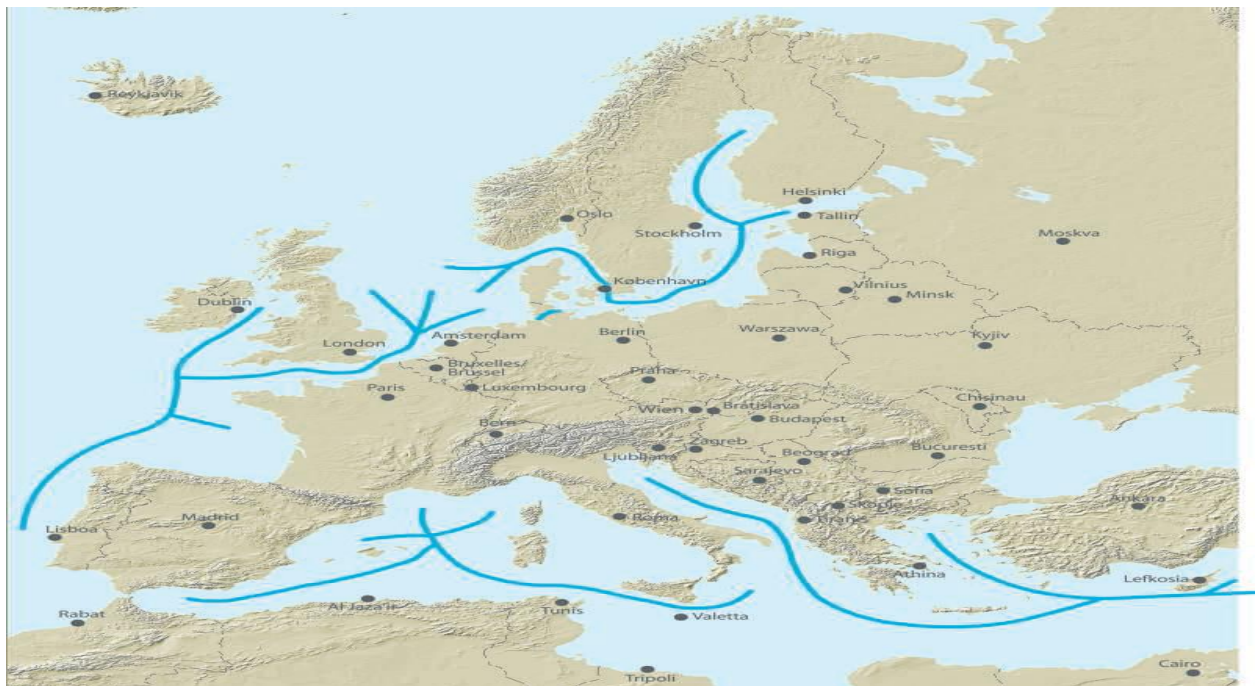 Reykjavik
Helsinki
Tallin
Oslo
Stockholm
Moskva
Riga
København
Vilnius
Minsk
Dublin
London
Amsterdam
Berlin
Warszawa
Kyjiv
Bruxelles/
Brüssel
Praha
Paris
Luxembourg
Wien
Bratislava
Chisinau
Budapest
Bern
Ljubljana
Zagreb
Beograd
Bucuresti
Sarajevo
Sofia
Skopje
Ankara
Madrid
Roma
Tirana
Lisboa
Athina
Lefkosia
Rabat
Al Jaza'ir
Tunis
Valetta
Tripoli
Cairo